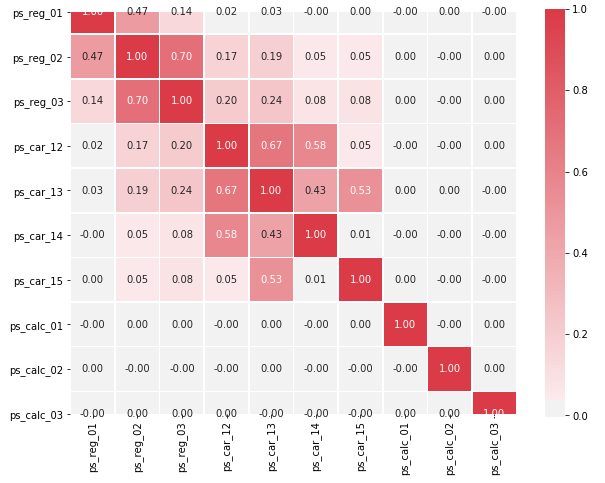 ps_reg_01 1.00 0.47 0.14 0.02 0.03 -0.00 0.00 -0.00 0.00 -0.00
ps_reg_02 0.47 1.00 0.70 0.17 0.19 0.05 0.05 0.00 -0.00 0.00
ps_reg_03 0.14 0.70 1.00 0.20 0.24 0.08 0.08 0.00 -0.00 0.00
ps_car_12 0.02 0.17 0.20 1.00 0.67 0.58 0.05 -0.00 -0.00 0.00
ps_car_13 0.03 0.19 0.24 0.67 1.00 0.43 0.53 0.00 0.00 -0.00
ps_car_14 -0.00 0.05 0.08 0.58 0.43 1.00 0.01 0.00 -0.00 -0.00
ps_car_15 0.00 0.05 0.08 0.05 0.53 0.01 1.00 -0.00 0.00 -0.00
ps_calc_01 -0.00 0.00 0.00 -0.00 0.00 0.00 -0.00 1.00 -0.00 0.00
ps_calc_02 0.00 -0.00 -0.00 -0.00 0.00 -0.00 0.00 -0.00 1.00 0.00
ps_calc_03 -0.00 0.00 0.00 0.00 -0.00 -0.00 -0.00 0.00 0.00 1.00
ps_reg_01 ps_reg_02 ps_reg_03 ps_car_12 ps_car_13 ps_car_14 ps_car_15 ps_calc_01 ps_calc_02 ps_calc_03
1.0
0.8
0.6
0.4
0.2
0.0